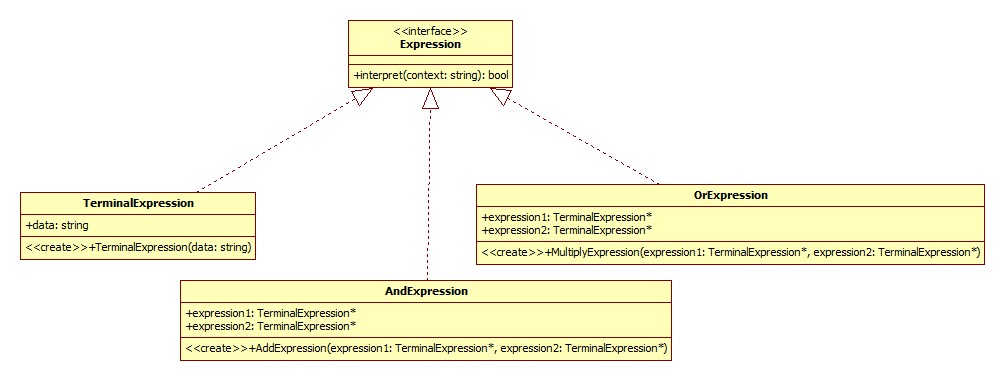 <<interface>>
Expression
+interpret(context: string): bool
TerminalExpression
+data: string
<<create>>+TerminalExpression(data: string)
OrExpression
+expression1: TerminalExpression*
+expression2: TerminalExpression*
<<create>>+MultiplyExpression(expression1: TerminalExpression*, expression2: TerminalExpression*)
AndExpression
+expression1: TerminalExpression*
+expression2: TerminalExpression*
<<create>>+AddExpression(expression1: TerminalExpression*, expression2: TerminalExpression*)